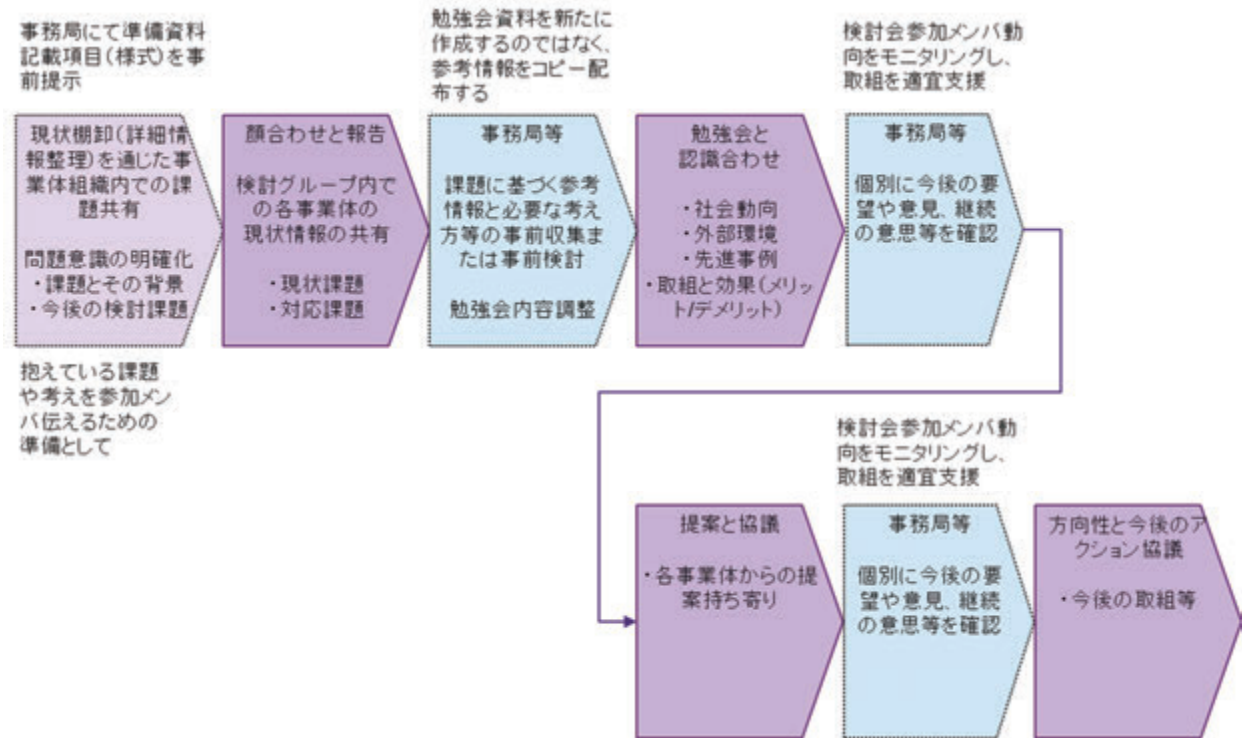 事務局にて準備資料
記載項目(様式)を事
前提示
現状棚卸(詳細情
報整理)を通じた事
業体組織内での課
題共有
問題意識の明確化
・課題とその背景
・今後の検討課題
抱えている課題
や考えを参加メン
バ伝えるための
準備として
顔合わせと報告
検討グループ内で
の各事業体の
現状情報の共有
・現状課題
・対応課題
勉強会資料を新たに
作成するのではなく、
参考情報をコピー配
布する
事務局等
課題に基づく参考
情報と必要な考え
方等の事前収集ま
たは事前検討
勉強会内容調整
勉強会と
認識合わせ
・社会動向
・外部環境
・先進事例
・取組と効果(メリッ
ト/デメリット)
検討会参加メンバ動
向をモニタリングし、
取組を適宜支援
事務局等
個別に今後の要
望や意見、継続
の意思等を確認
提案と協議
・各事業体からの提
案持ち寄り
検討会参加メンバ動
向をモニタリングし、
取組を適宜支援
事務局等
個別に今後の要
望や意見、継続
の意思等を確認
方向性と今後のア
クション協議
・今後の取組等